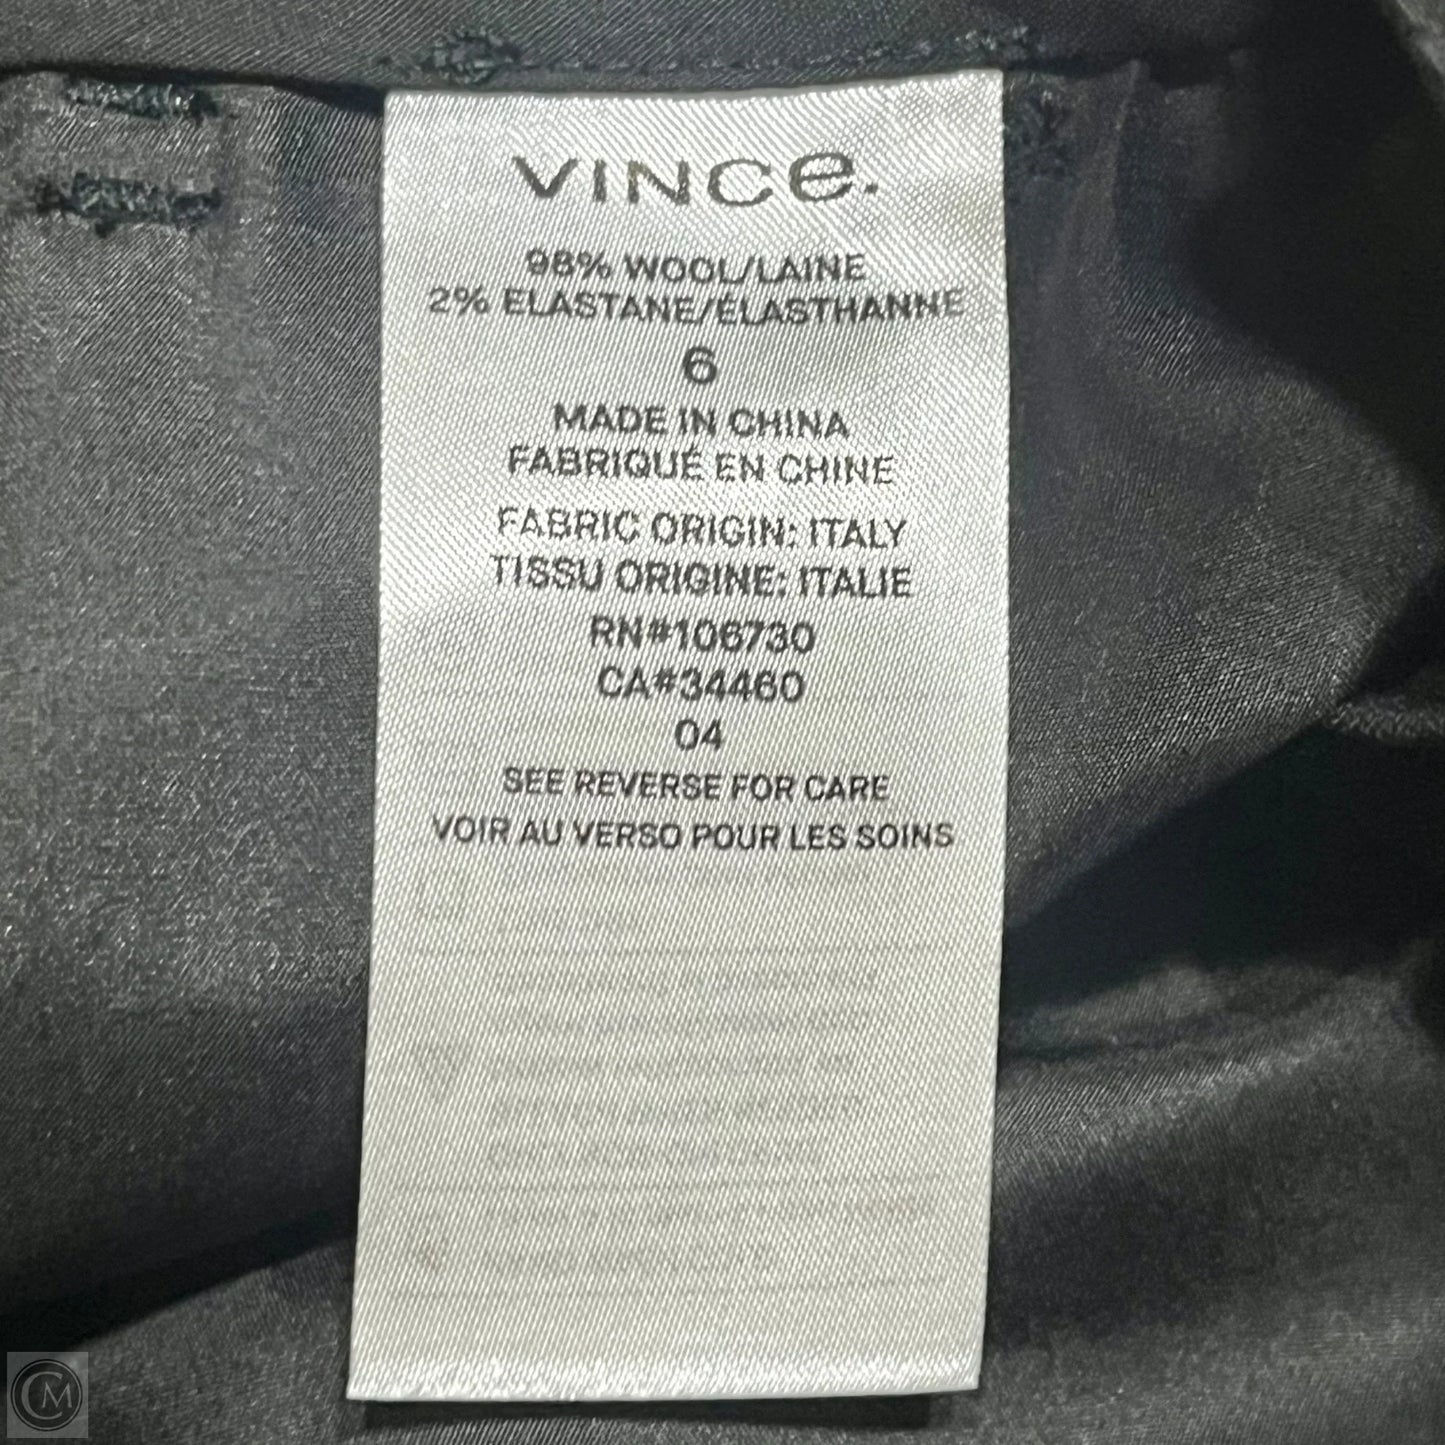 VINCe.
98% WOOL/LAINE
2% ELASTANE/ÉLASTHANNE
6
MADE IN CHINA
FABRIQUÉ EN CHINE
FABRIC ORIGIN: ITALY
TISSU ORIGINE: ITALIE
RN#106730
CA#34460
04
SEE REVERSE FOR CARE
VOIR AU VERSO POUR LES SOINS
CM